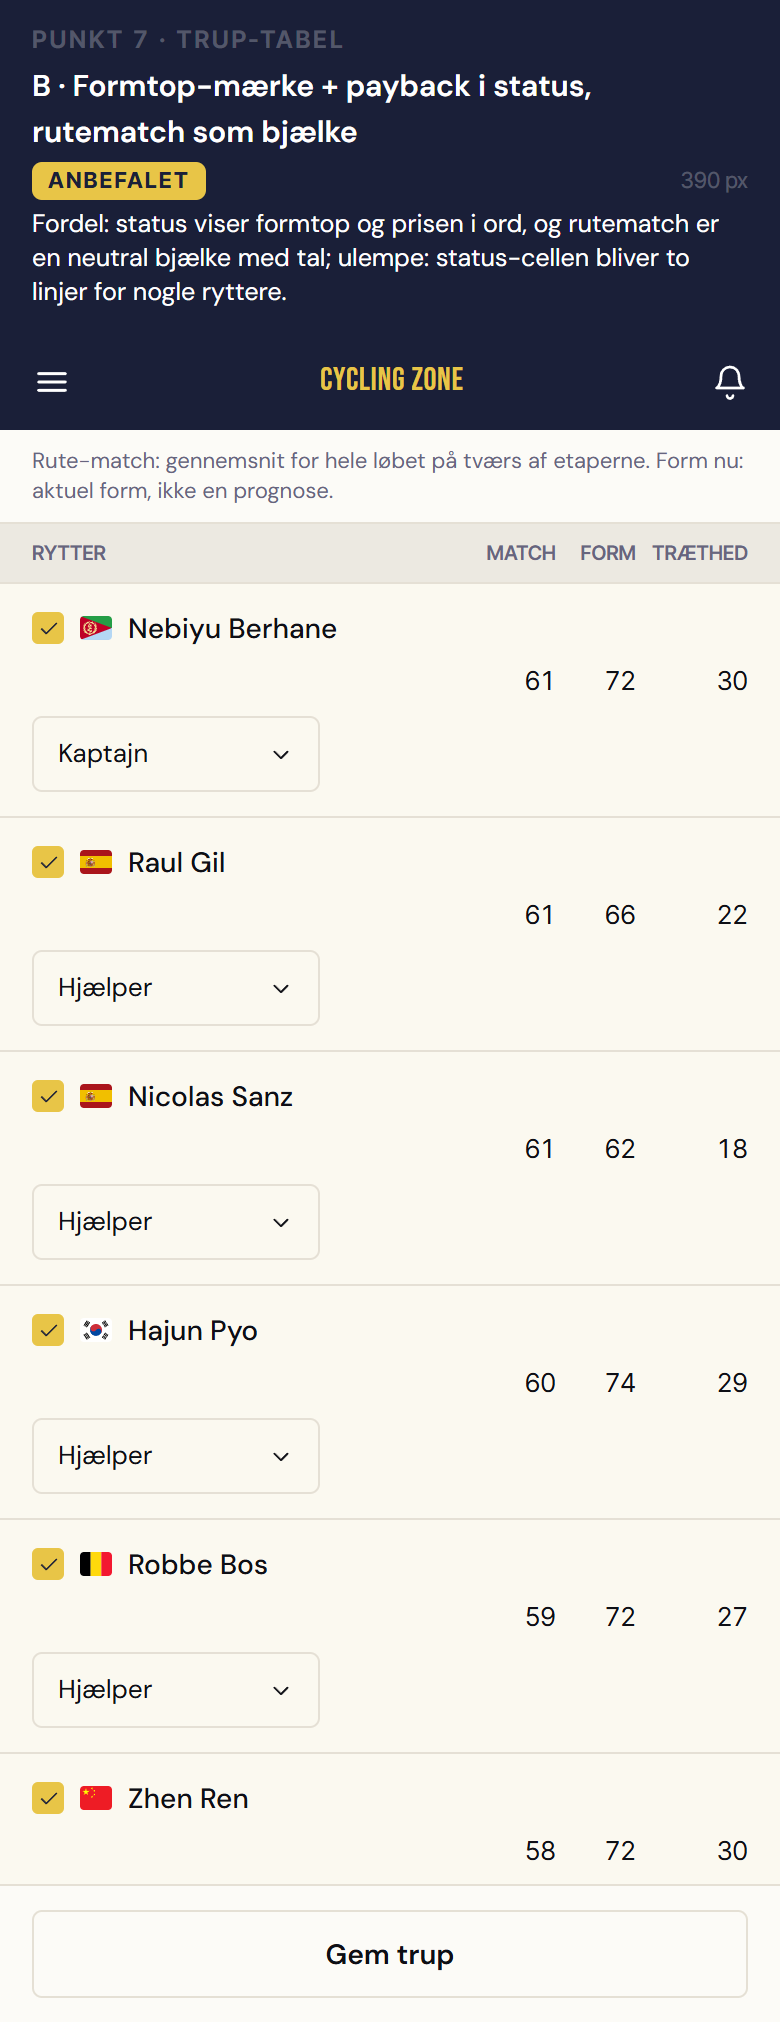 PUNKT 7 · TRUP-TABEL
B · Formtop-mærke + payback i status,
rutematch som bjælke
ANBEFALET
390 px
Fordel: status viser formtop og prisen i ord, og rutematch er
en neutral bjælke med tal; ulempe: status-cellen bliver to
linjer for nogle ryttere.
CYCLING ZONE
Rute-match: gennemsnit for hele løbet på tværs af etaperne. Form nu:
aktuel form, ikke en prognose.
RYTTER MATCH FORM TRÆTHED
Nebiyu Berhane
61 72 30
Kaptajn
Raul Gil
61 66 22
Hjælper
Nicolas Sanz
61 62 18
Hjælper
Hajun Pyo
60 74 29
Hjælper
Robbe Bos
59 72 27
Hjælper
Zhen Ren
58 72 30
Gem trup